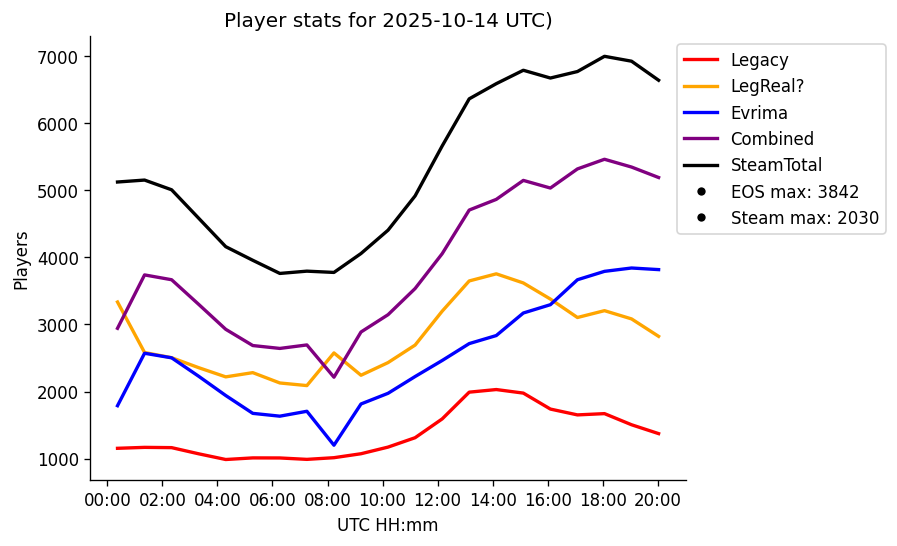 Player stats for 2025-10-14 UTC)
7000
6000
5000
4000
3000
2000
1000
Players
00:00 02:00 04:00 06:00 08:00 10:00 12:00 14:00 16:00 18:00 20:00
UTC HH:mm
Legacy
LegReal?
Evrima
Combined
SteamTotal
EOS max: 3842
Steam max: 2030